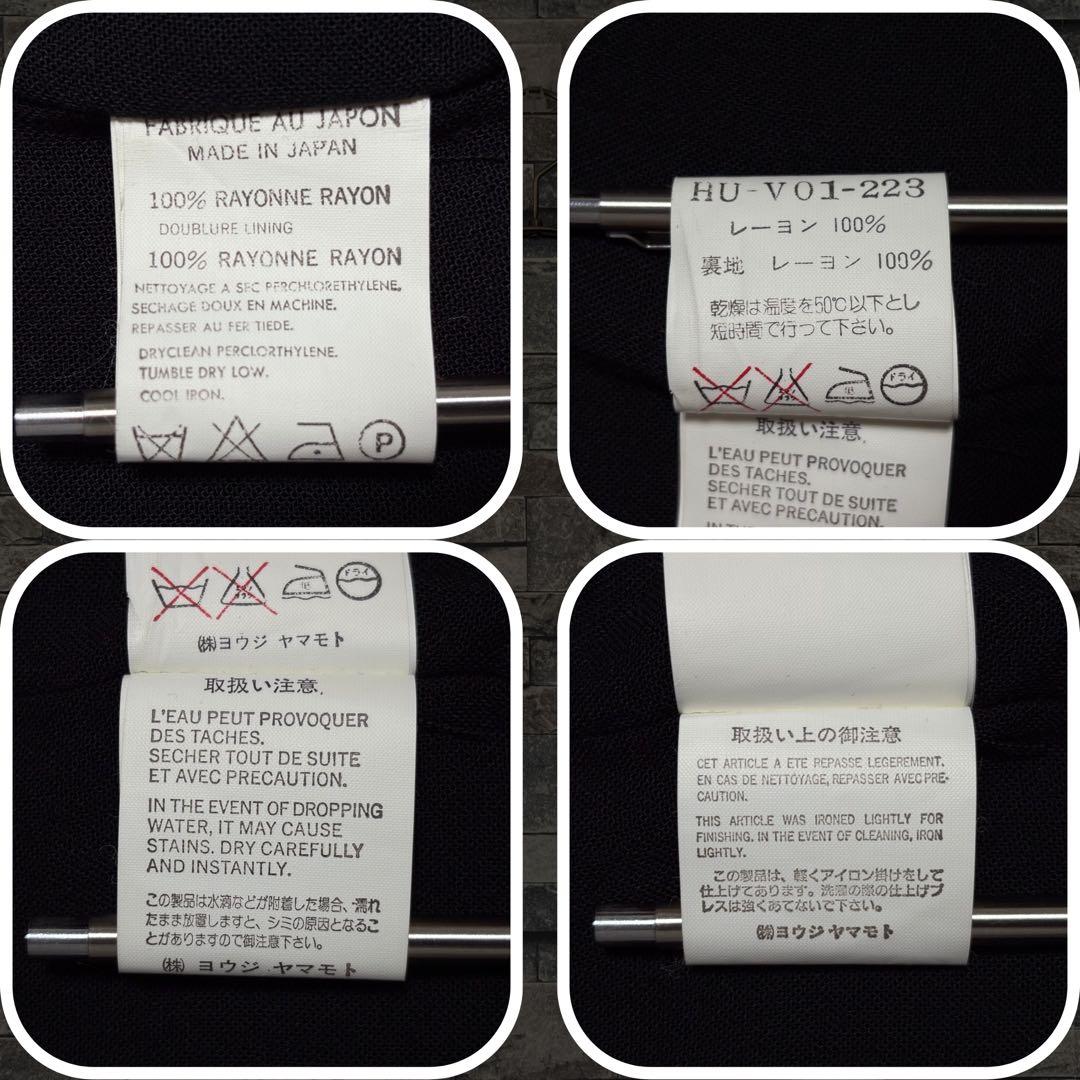 FABRIQUE AU JAPON
MADE IN JAPAN
100% RAYONNE RAYON
DOUBLURE LINING
100% RAYONNE RAYON
NETTOYAGE A SEC PERCHLORETHYLENE.
SECHAGE DOUX EN MACHINE.
REPASSER AU FER TIEDE.
DRYCLEAN PERCLORTHYLENE.
TUMBLE DRY LOW.
COOL IRON.
P
HU-V01-223
レーヨン 100%
裏地 レーヨン 100%
乾燥は温度を50℃以下とし
短時間で行って下さい。
低 ドライ
取扱い注意.
L'EAU PEUT PROVOQUER
DES TACHES.
SECHER TOUT DE SUITE
ET AVEC PRECAUTION.
低 ドライ
㈱ヨウジ ヤマモト
取扱い注意.
L'EAU PEUT PROVOQUER
DES TACHES.
SECHER TOUT DE SUITE
ET AVEC PRECAUTION.
IN THE EVENT OF DROPPING
WATER, IT MAY CAUSE
STAINS. DRY CAREFULLY
AND INSTANTLY.
この製品は水滴などが附着した場合、濡れ
たまま放置しますと、シミの原因となるこ
とがありますので御注意下さい。
㈱ ヨウジ ヤマモト
取扱い上の御注意
CET ARTICLE A ETE REPASSE LEGEREMENT.
EN CAS DE NETTOYAGE, REPASSER AVEC PRE-
CAUTION.
THIS ARTICLE WAS IRONED LIGHTLY FOR
FINISHING. IN THE EVENT OF CLEANING, IRON
LIGHTLY.
この製品は、軽くアイロン掛けをして
仕上げてあります。洗濯の際の仕上げプ
レスは強くあてないで下さい。
㈱ヨウジヤマモト